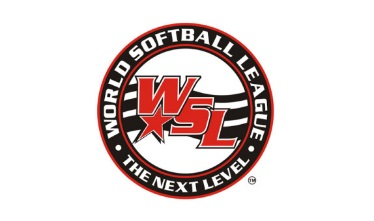 WORLD SOFTBALL LEAGUE
WSL
• THE NEXT LEVEL •
TM